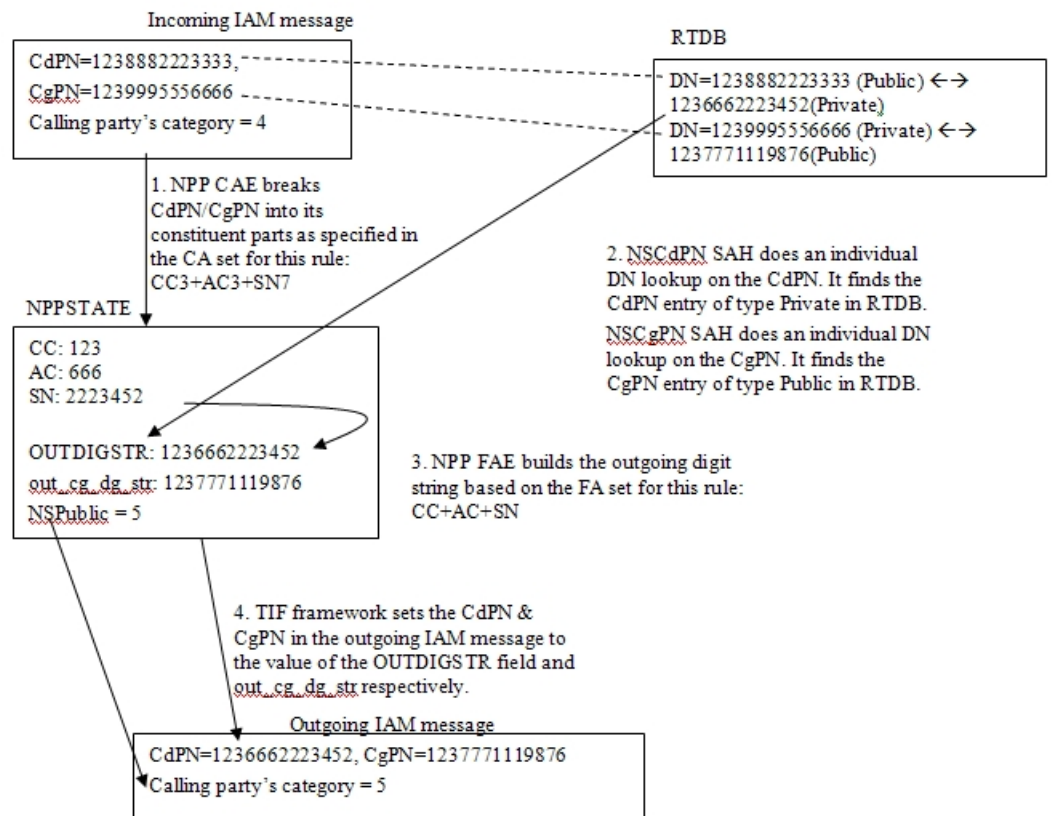 Incoming IAM message
CdPN=1238882223333,
CgPN=1239995556666
Calling party's category = 4
RTDB
DN=1238882223333 (Public) ←→
1236662223452(Private)
DN=1239995556666 (Private) ←→
1237771119876(Public)
1. NPP CAE breaks
CdPN/CgPN into its
constituent parts as specified in
the CA set for this rule:
CC3+AC3+SN7
2. NSCdPN SAH does an individual
DN lookup on the CdPN. It finds the
CdPN entry of type Private in RTDB.
NSCgPN SAH does an individual DN
lookup on the CgPN. It finds the
CgPN entry of type Public in RTDB.
NPPSTATE
CC: 123
AC: 666
SN: 2223452
OUTDIGSTR: 1236662223452
out_cg_dg_str: 1237771119876
NSPublic = 5
3. NPP FAE builds the outgoing digit
string based on the FA set for this rule:
CC+AC+SN
4. TIF framework sets the CdPN &
CgPN in the outgoing IAM message to
the value of the OUTDIGSTR field and
out_cg_dg_str respectively.
Outgoing IAM message
CdPN=1236662223452, CgPN=1237771119876
Calling party's category = 5